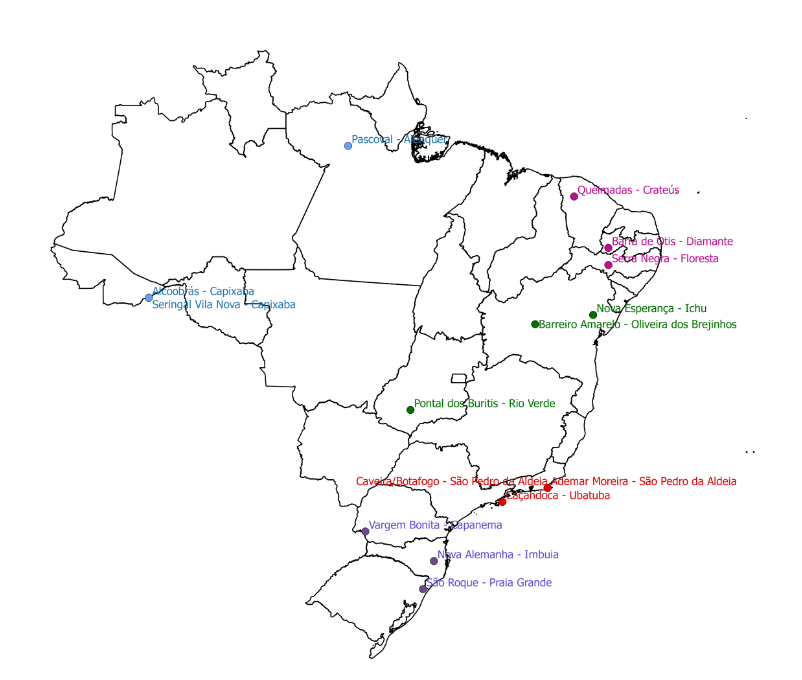 Pascoval - Alenquer
Queimadas - Crateús
Barra de Otis - Diamante
Serra Negra - Floresta
Alcoobrás - Capixaba
Seringal Vila Nova - Capixaba
Nova Esperança - Ichu
Barreiro Amarelo - Oliveira dos Brejinhos
Pontal dos Buritis - Rio Verde
Caveira/Botafogo - São Pedro da Aldeia Ademar Moreira - São Pedro da Aldeia
Caçandoca - Ubatuba
Vargem Bonita - Capanema
Nova Alemanha - Imbuia
São Roque - Praia Grande